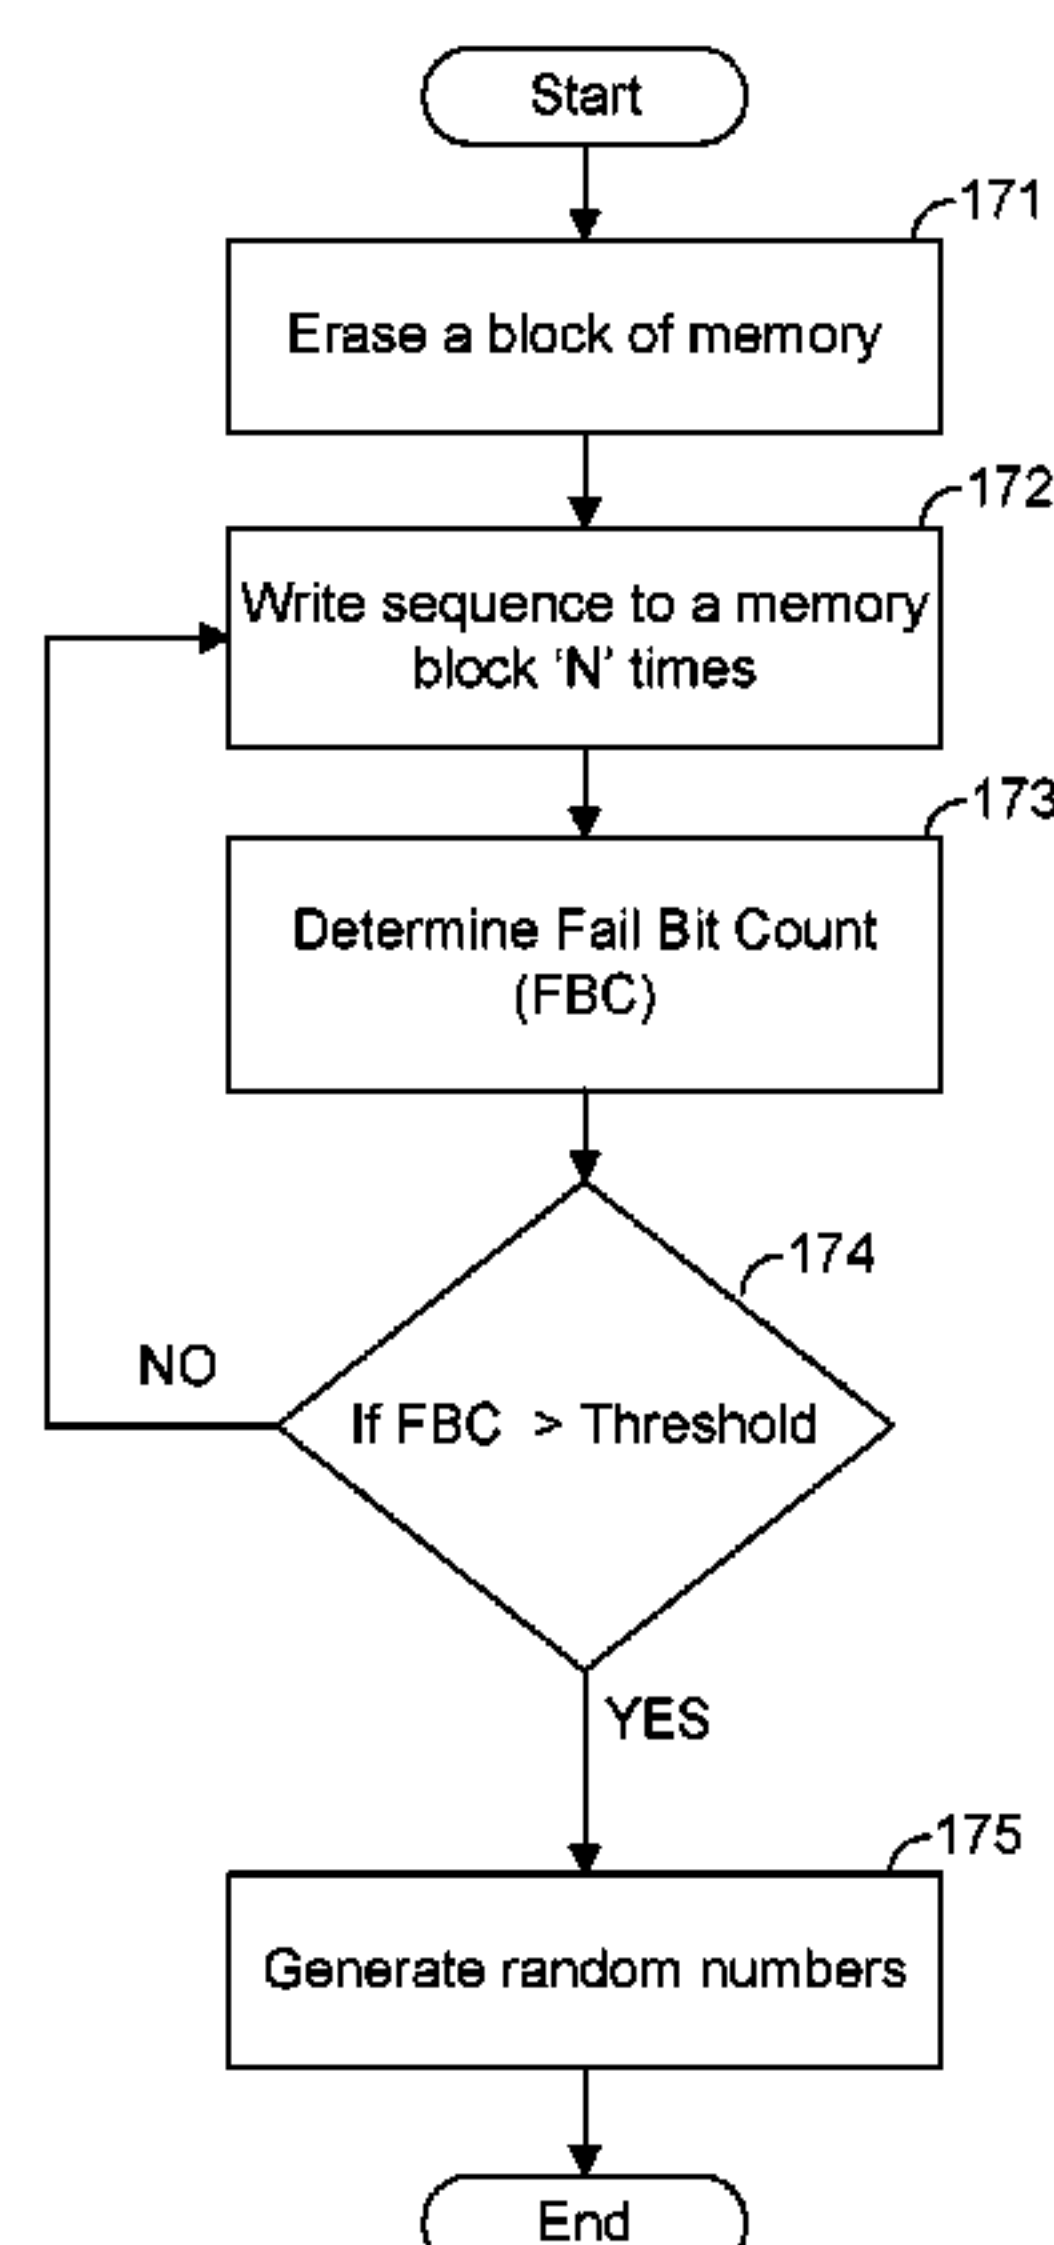 Start
171
Erase a block of memory
172
Write sequence to a memory
block ‘N’ times
173
Determine Fail Bit Count
(FBC)
174
NO
If FBC > Threshold
YES
175
Generate random numbers
End